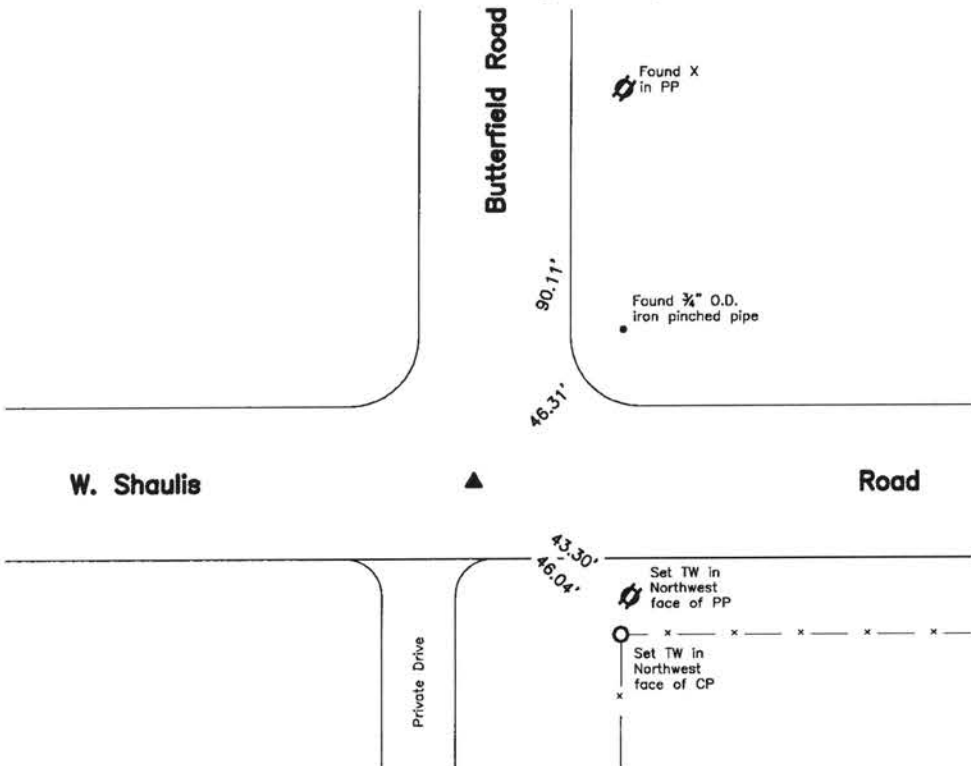 Butterfield Road
Found X
in PP
90.11'
Found ¾" O.D.
iron pinched pipe
46.31'
W. Shaulis Road
43.30'
46.04'
Set TW in
Northwest
face of PP
Set TW in
Northwest
face of CP
Private Drive
x x x x x
x